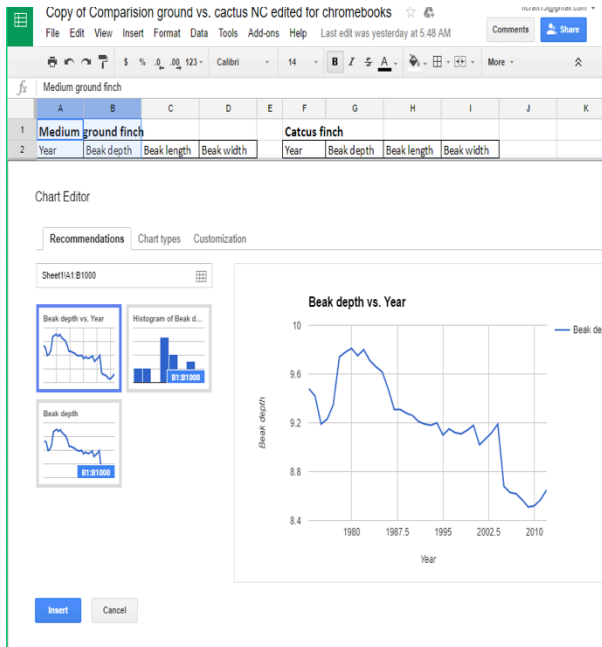 Copy of Comparision ground vs. cactus NC edited for chromebooks
File Edit View Insert Format Data Tools Add-ons Help Last edit was yesterday at 5:48 AM
Comments
Share
$ % .0 .00 123 Calibri 14 B I S A More
fx Medium ground finch
A B C D E F G H I J K
1 Medium ground finch Catcus finch
2 Year Beak depth Beak length Beak width Year Beak depth Beak length Beak width
Chart Editor
Recommendations Chart types Customization
Sheet1!A1:B1000
Beak depth vs. Year
Histogram of Beak d...
B1:B1000
Beak depth
B1:B1000
Beak depth vs. Year
10
9.6
9.2
8.8
8.4
Beak depth
1980 1987.5 1995 2002.5 2010
Year
Beak de
Insert Cancel